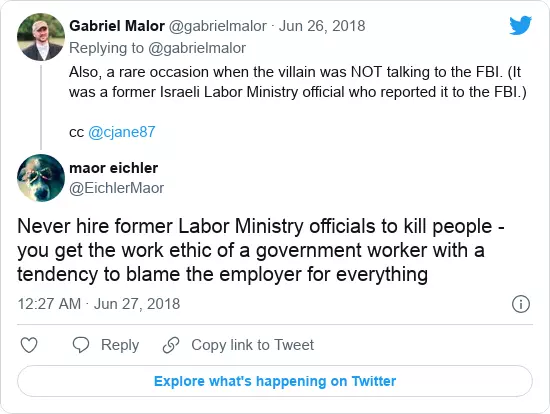 Gabriel Malor @gabrielmalor · Jun 26, 2018
Replying to @gabrielmalor
Also, a rare occasion when the villain was NOT talking to the FBI. (It
was a former Israeli Labor Ministry official who reported it to the FBI.)
cc @cjane87
maor eichler
@EichlerMaor
Never hire former Labor Ministry officials to kill people -
you get the work ethic of a government worker with a
tendency to blame the employer for everything
12:27 AM · Jun 27, 2018
Reply
Copy link to Tweet
Explore what's happening on Twitter